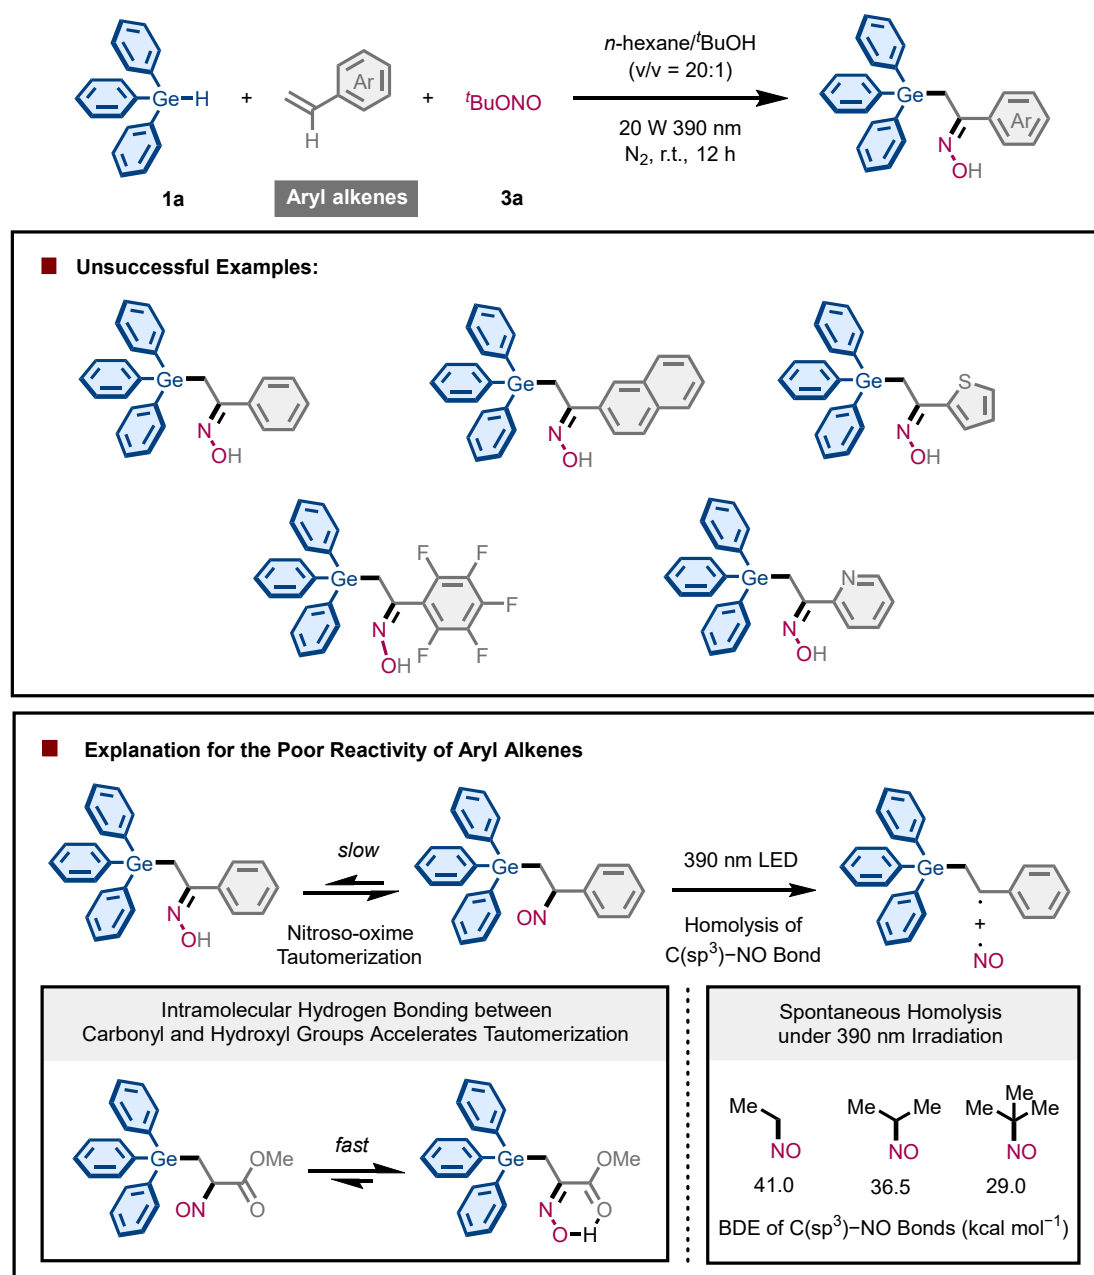 Ge H + H Ar + ᵗBuONO
n-hexane/ᵗBuOH
(v/v = 20:1)
20 W 390 nm
N₂, r.t., 12 h
Ge N OH Ar
1a Aryl alkenes 3a
Unsuccessful Examples:
Ge N OH
Ge N OH
Ge S N OH
Ge N OH F F F F F
Ge N N OH
Explanation for the Poor Reactivity of Aryl Alkenes
Ge N OH
slow
Nitroso-oxime
Tautomerization
Ge ON
390 nm LED
Homolysis of
C(sp³)−NO Bond
Ge
+
NO
Intramolecular Hydrogen Bonding between
Carbonyl and Hydroxyl Groups Accelerates Tautomerization
Ge OMe ON O
fast
Ge OMe N O O H
Spontaneous Homolysis
under 390 nm Irradiation
Me NO
Me Me NO
Me Me Me NO
41.0 36.5 29.0
BDE of C(sp³)−NO Bonds (kcal mol⁻¹)